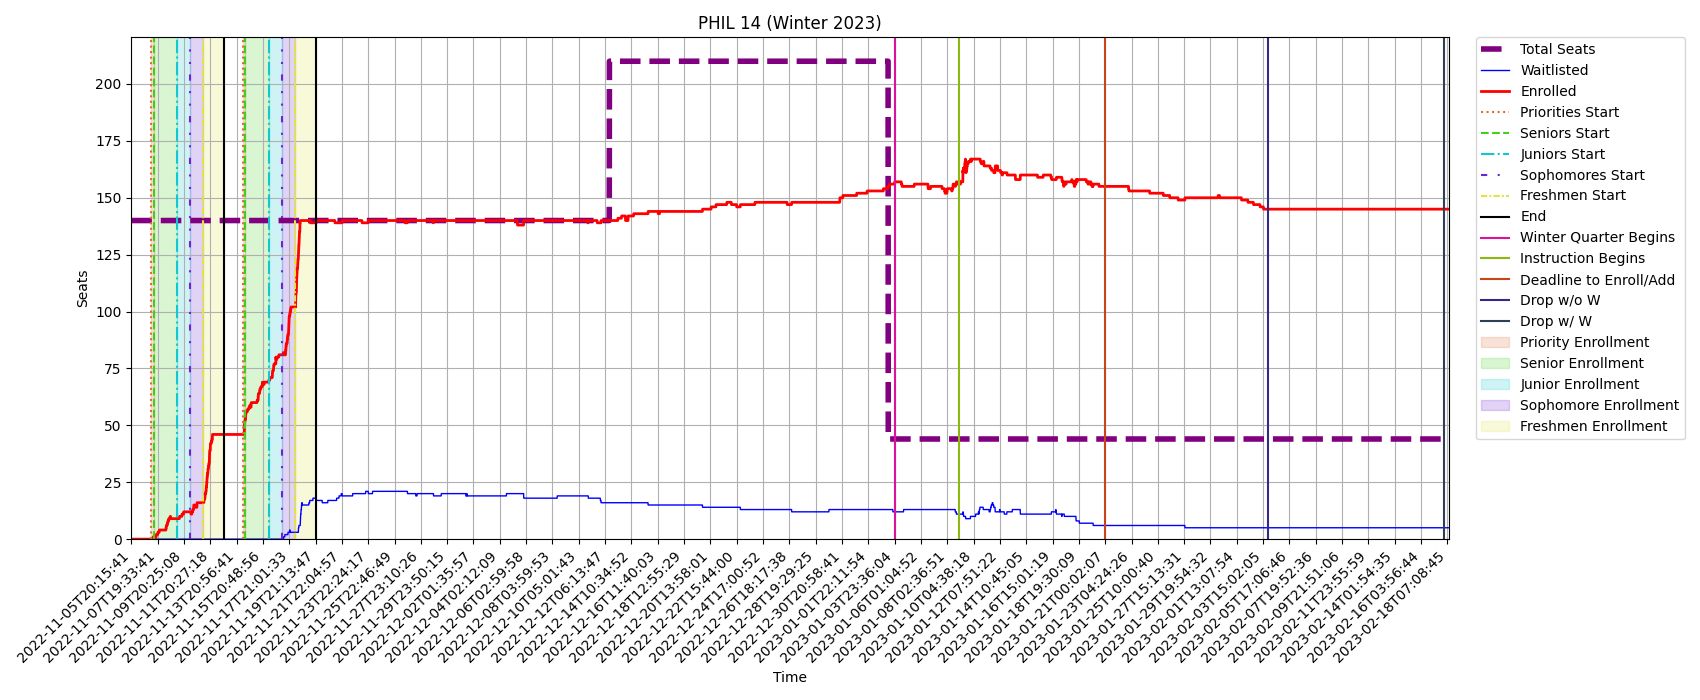 PHIL 14 (Winter 2023)
Seats
200
175
150
125
100
75
50
25
0
2022-11-05T20:15:41
2022-11-07T19:33:41
2022-11-09T20:25:08
2022-11-11T20:27:18
2022-11-13T20:56:41
2022-11-15T20:48:56
2022-11-17T21:01:33
2022-11-19T21:13:47
2022-11-21T22:04:57
2022-11-23T22:24:17
2022-11-25T22:46:49
2022-11-27T23:10:26
2022-11-29T23:50:15
2022-12-02T01:35:57
2022-12-04T02:12:09
2022-12-06T02:59:58
2022-12-08T03:59:53
2022-12-10T05:01:43
2022-12-12T06:13:47
2022-12-14T10:34:52
2022-12-16T11:40:03
2022-12-18T12:55:29
2022-12-20T13:58:01
2022-12-22T15:44:00
2022-12-24T17:00:52
2022-12-26T18:17:38
2022-12-28T19:29:25
2022-12-30T20:58:41
2023-01-01T22:11:54
2023-01-03T23:36:04
2023-01-06T01:04:52
2023-01-08T02:36:51
2023-01-10T04:38:19
2023-01-12T07:51:22
2023-01-14T10:45:05
2023-01-16T15:01:19
2023-01-18T19:30:09
2023-01-21T00:02:07
2023-01-23T04:24:26
2023-01-25T10:00:40
2023-01-27T15:13:31
2023-01-29T19:54:32
2023-02-01T13:07:54
2023-02-03T15:02:05
2023-02-05T17:06:46
2023-02-07T19:52:36
2023-02-09T21:51:06
2023-02-11T23:55:59
2023-02-14T01:54:35
2023-02-16T03:56:44
2023-02-18T07:08:45
Time
Total Seats
Waitlisted
Enrolled
Priorities Start
Seniors Start
Juniors Start
Sophomores Start
Freshmen Start
End
Winter Quarter Begins
Instruction Begins
Deadline to Enroll/Add
Drop w/o W
Drop w/ W
Priority Enrollment
Senior Enrollment
Junior Enrollment
Sophomore Enrollment
Freshmen Enrollment